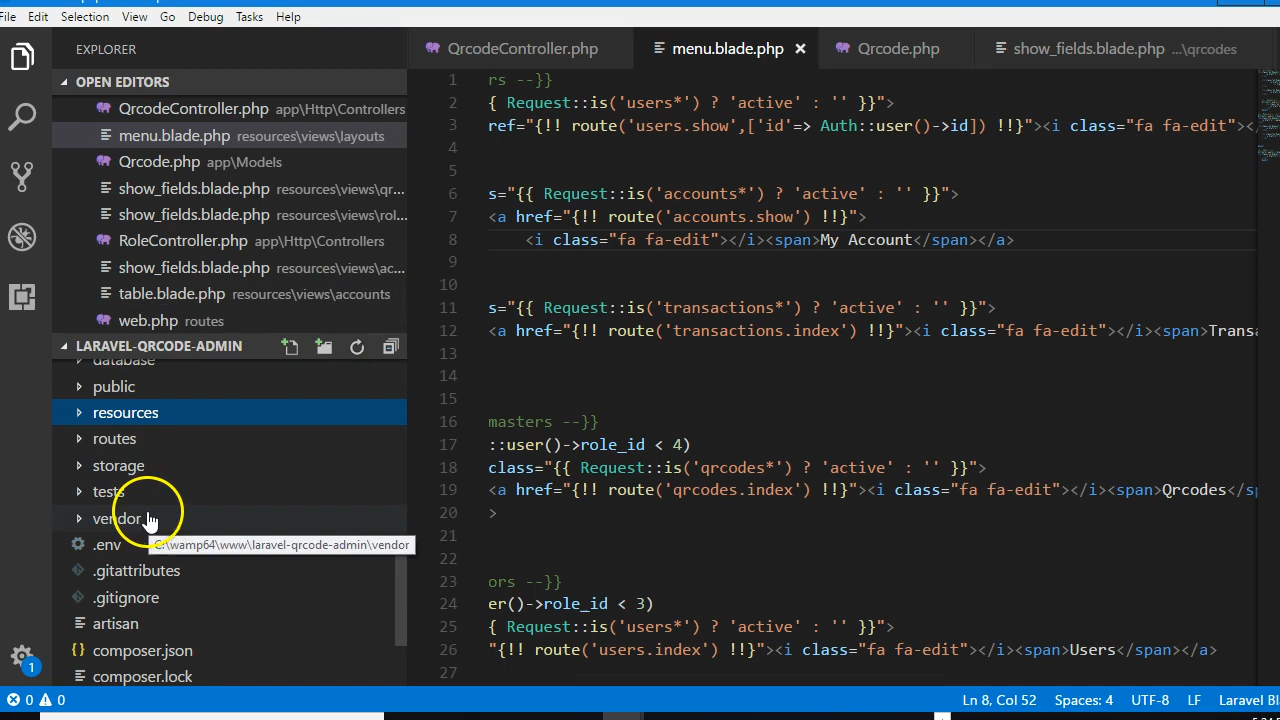 File Edit Selection View Go Debug Tasks Help
EXPLORER
QrcodeController.php
menu.blade.php ×
Qrcode.php
show_fields.blade.php ...\qrcodes
OPEN EDITORS
QrcodeController.php app\Http\Controllers
menu.blade.php resources\views\layouts
Qrcode.php app\Models
show_fields.blade.php resources\views\qr...
show_fields.blade.php resources\views\rol...
RoleController.php app\Http\Controllers
show_fields.blade.php resources\views\ac...
table.blade.php resources\views\accounts
web.php routes
LARAVEL-QRCODE-ADMIN
database
public
resources
routes
storage
tests
vendor
C:\wamp64\www\laravel-qrcode-admin\vendor
.env
.gitattributes
.gitignore
artisan
composer.json
composer.lock
1 rs --}}
2 { Request::is('users*') ? 'active' : '' }}">
3 ref="{!! route('users.show',['id'=> Auth::user()->id]) !!}"><i class="fa fa-edit"></
4
5
6 s="{{ Request::is('accounts*') ? 'active' : '' }}">
7 <a href="{!! route('accounts.show') !!}">
8 <i class="fa fa-edit"></i><span>My Account</span></a>
9
10
11 s="{{ Request::is('transactions*') ? 'active' : '' }}">
12 <a href="{!! route('transactions.index') !!}"><i class="fa fa-edit"></i><span>Transa
13
14
15
16 masters --}}
17 ::user()->role_id < 4)
18 class="{{ Request::is('qrcodes*') ? 'active' : '' }}">
19 <a href="{!! route('qrcodes.index') !!}"><i class="fa fa-edit"></i><span>Qrcodes</sp
20 >
21
22
23 ors --}}
24 er()->role_id < 3)
25 { Request::is('users*') ? 'active' : '' }}">
26 "{!! route('users.index') !!}"><i class="fa fa-edit"></i><span>Users</span></a>
27
1
0 0
Ln 8, Col 52 Spaces: 4 UTF-8 LF Laravel Bl